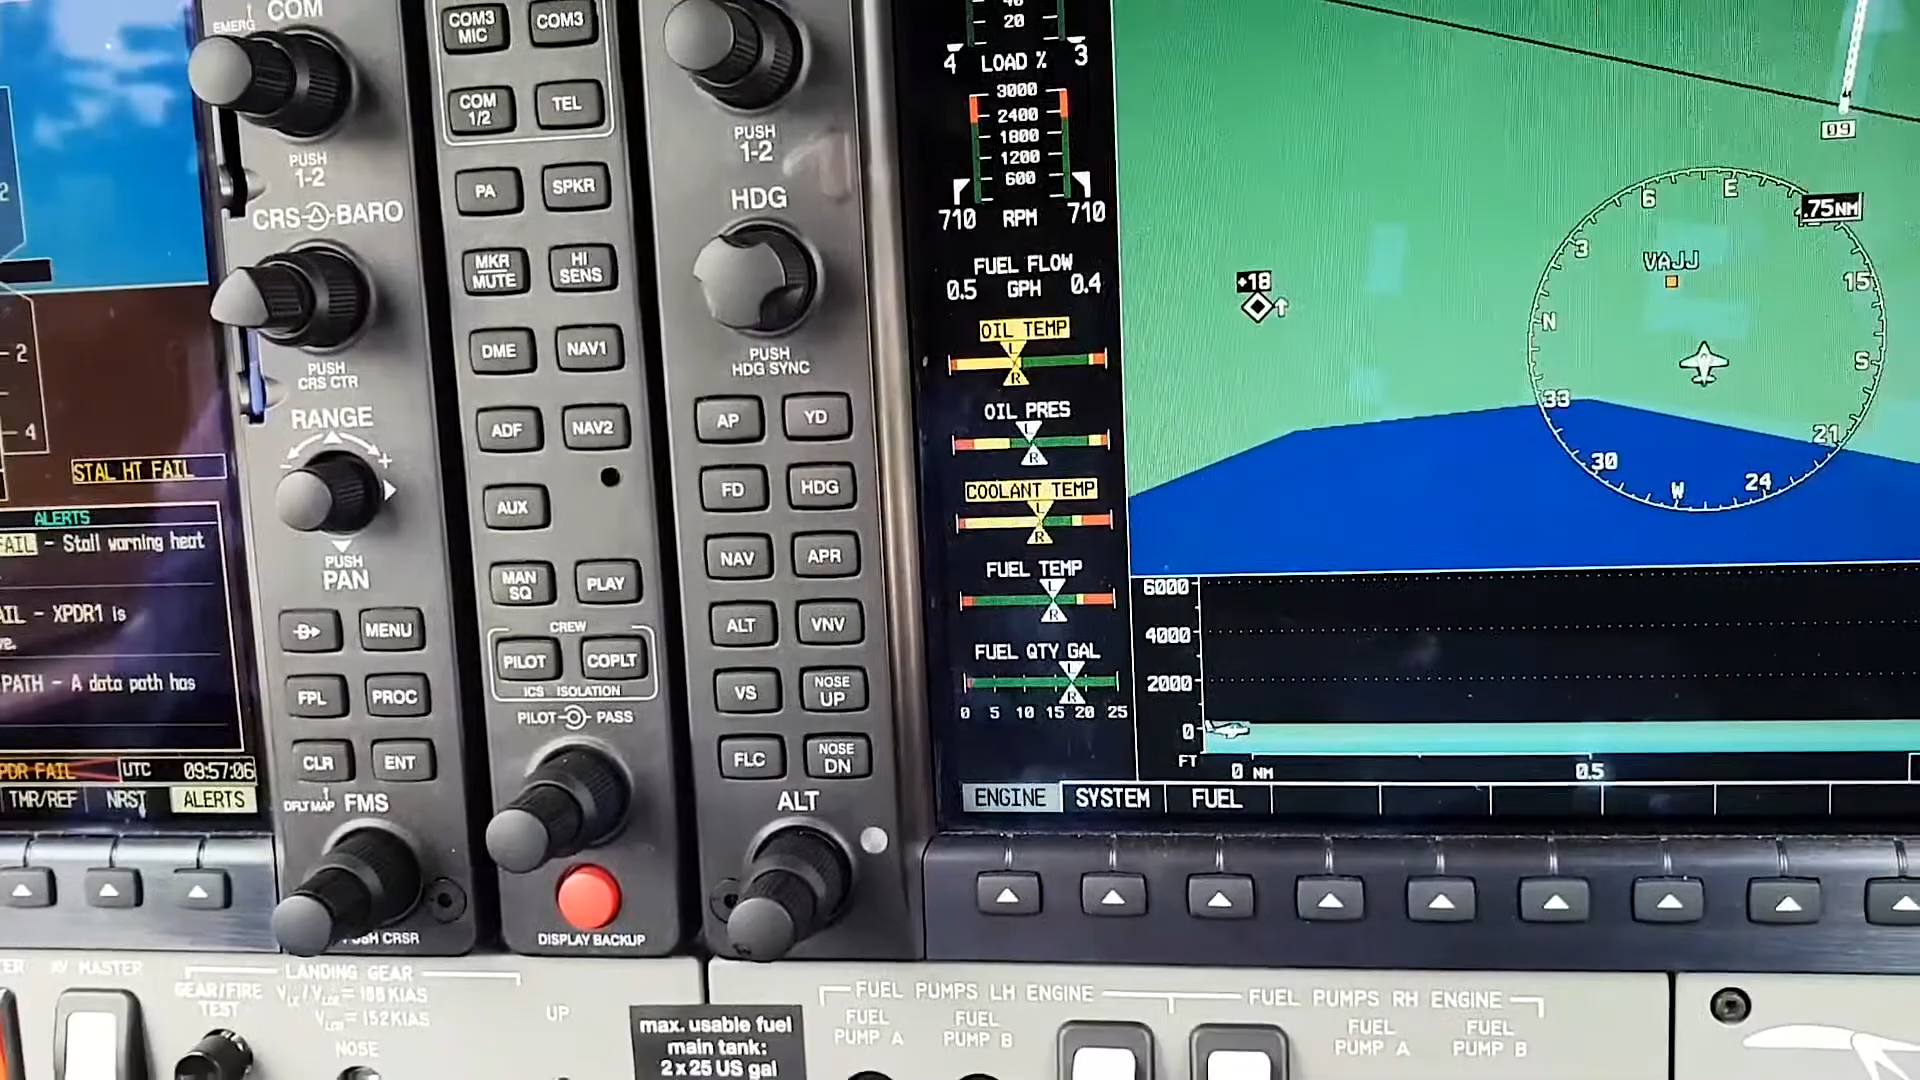 COM
EMERG
PUSH
1-2
CRS BARO
PUSH
CRS CTR
RANGE
- +
PUSH
PAN
MENU
FPL
PROC
CLR
ENT
DFLT MAP
FMS
PUSH CRSR
2
2
4
STAL HT FAIL
ALERTS
FAIL - Stall warning heat
AIL - XPDR1 is
ve.
PATH - A data path has
PDR FAIL
UTC
09:57:06
TMR/REF
NRST
ALERTS
COM3
MIC
COM3
COM
1/2
TEL
PA
SPKR
MKR
MUTE
HI
SENS
DME
NAV1
ADF
NAV2
AUX
MAN
SQ
PLAY
CREW
PILOT
COPLT
ICS ISOLATION
PILOT PASS
DISPLAY BACKUP
PUSH
1-2
HDG
PUSH
HDG SYNC
AP
YD
FD
HDG
NAV
APR
ALT
VNV
VS
NOSE
UP
FLC
NOSE
DN
ALT
40
20
4 LOAD % 3
3000
2400
1800
1200
600
710 RPM 710
FUEL FLOW
0.5 GPH 0.4
OIL TEMP
L
R
OIL PRES
L
R
COOLANT TEMP
L
R
FUEL TEMP
L
R
FUEL QTY GAL
L
R
0 5 10 15 20 25
ENGINE
SYSTEM
FUEL
+18
09
.75NM
VAJJ
N
3
6
E
12
15
S
21
24
W
30
33
6000
4000
2000
0
FT
0 NM
0.5
AV MASTER
GEAR/FIRE
TEST
LANDING GEAR
VLE/VLOE = 188 KIAS
VLOR = 152 KIAS
NOSE
UP
max. usable fuel
main tank:
2 x 25 US gal
FUEL PUMPS LH ENGINE
FUEL
PUMP A
FUEL
PUMP B
FUEL PUMPS RH ENGINE
FUEL
PUMP A
FUEL
PUMP B